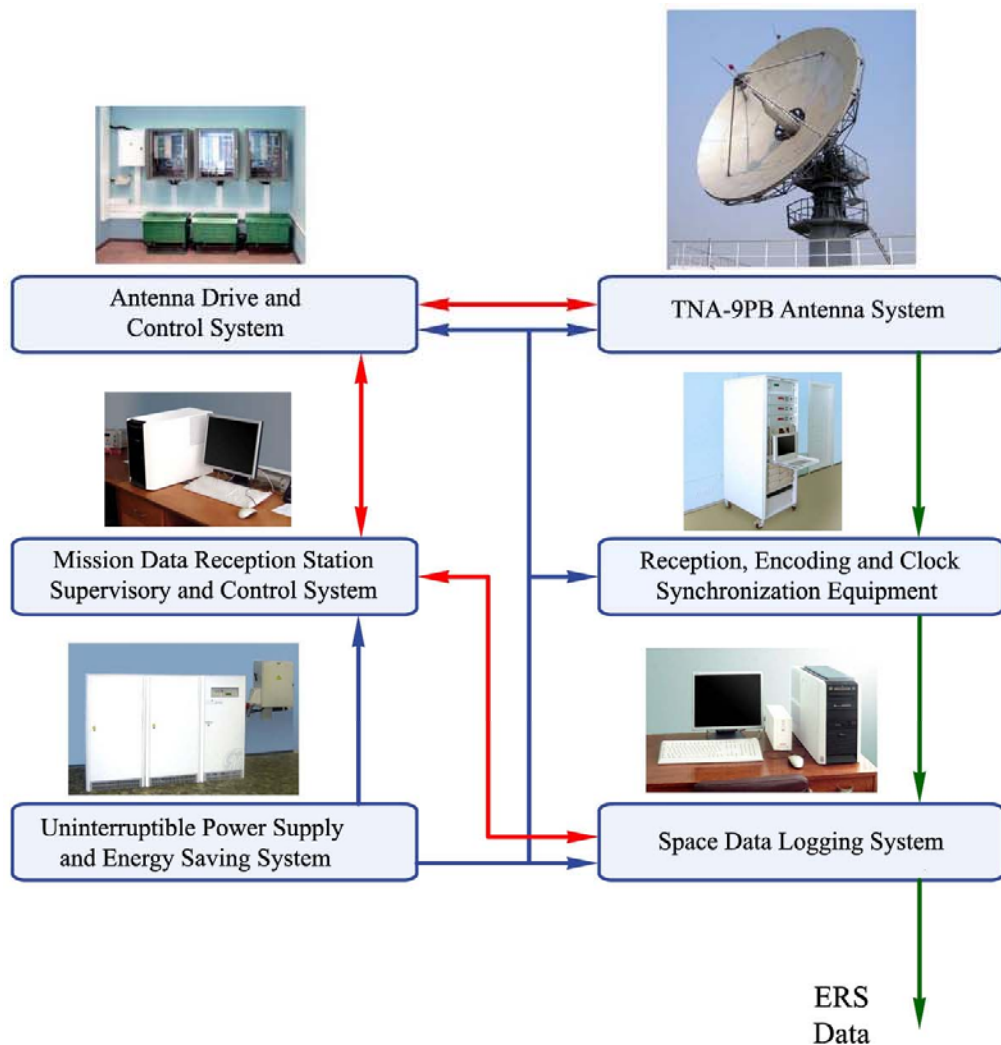 Antenna Drive and
Control System
TNA-9PB Antenna System
Mission Data Reception Station
Supervisory and Control System
Reception, Encoding and Clock
Synchronization Equipment
Uninterruptible Power Supply
and Energy Saving System
Space Data Logging System
ERS
Data